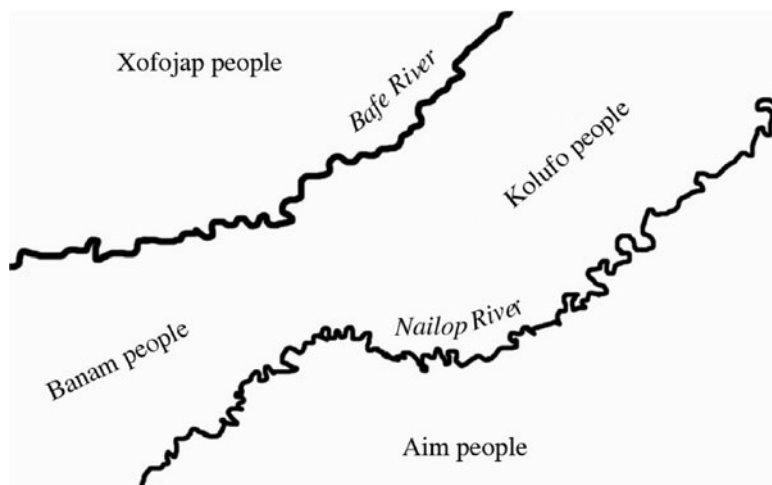 Xofojap people
Bafe River
Kolufo people
Nailop River
Banam people
Aim people